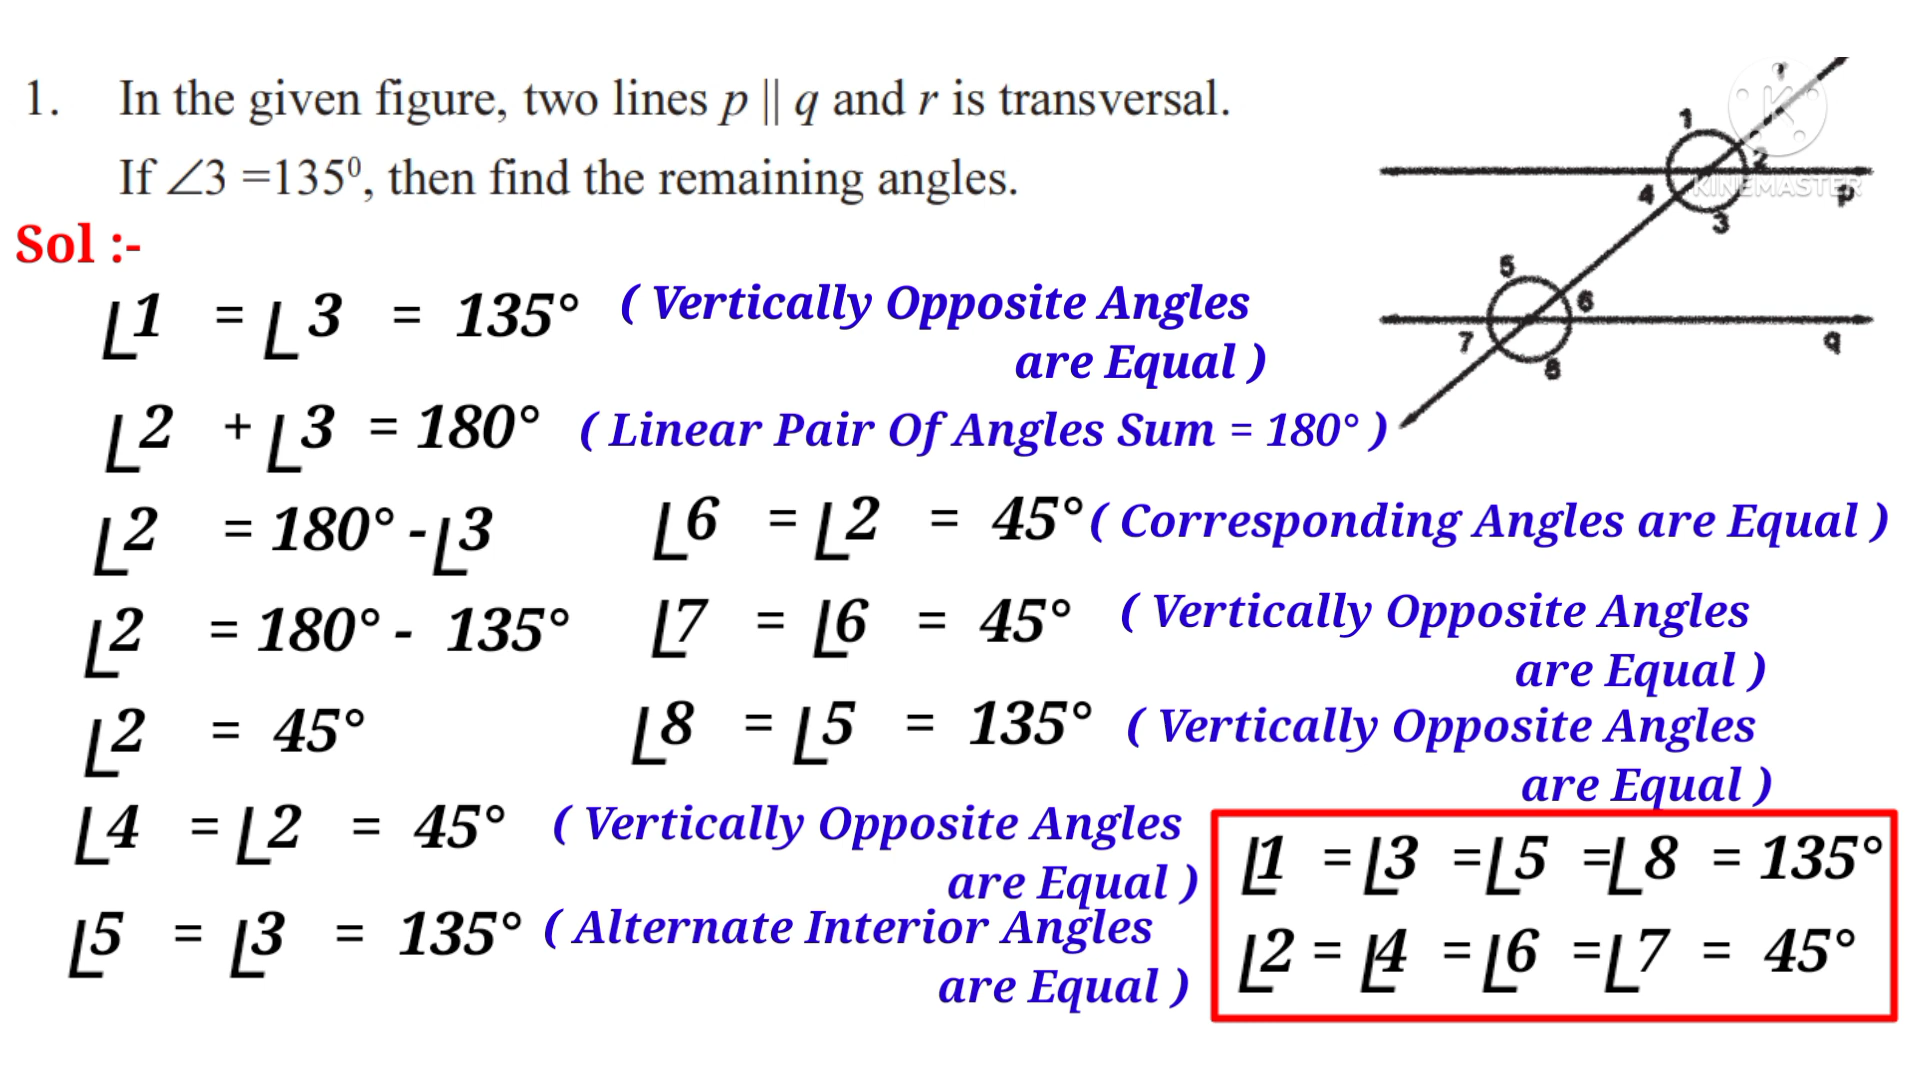 1. In the given figure, two lines p || q and r is transversal.
If ∠3 =135⁰, then find the remaining angles.
Sol :-
⌊1 = ⌊3 = 135° ( Vertically Opposite Angles
are Equal )
⌊2 + ⌊3 = 180° ( Linear Pair Of Angles Sum = 180° )
⌊2 = 180° - ⌊3
⌊2 = 180° - 135°
⌊2 = 45°
⌊4 = ⌊2 = 45° ( Vertically Opposite Angles
are Equal )
⌊5 = ⌊3 = 135° ( Alternate Interior Angles
are Equal )
⌊6 = ⌊2 = 45° ( Corresponding Angles are Equal )
⌊7 = ⌊6 = 45° ( Vertically Opposite Angles
are Equal )
⌊8 = ⌊5 = 135° ( Vertically Opposite Angles
are Equal )
⌊1 = ⌊3 = ⌊5 = ⌊8 = 135°
⌊2 = ⌊4 = ⌊6 = ⌊7 = 45°
r
1
2
4
3
p
KINEMASTER
5
6
7
8
q